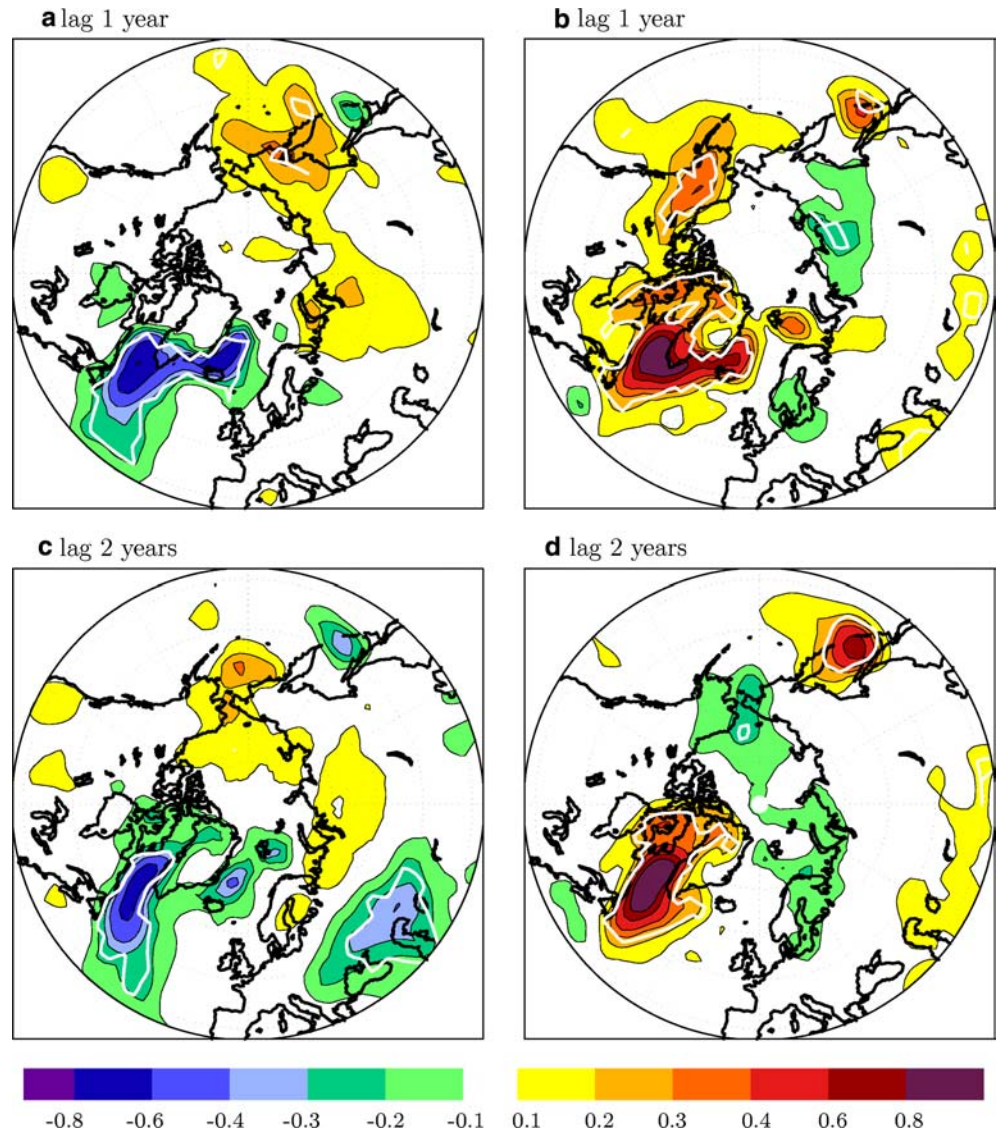 a lag 1 year
b lag 1 year
c lag 2 years
d lag 2 years
-0.8 -0.6 -0.4 -0.3 -0.2 -0.1
0.1 0.2 0.3 0.4 0.6 0.8